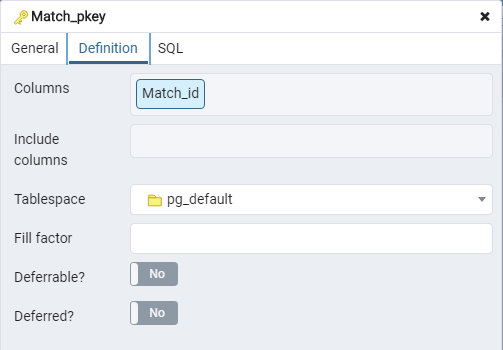 Match_pkey
General Definition SQL
Columns Match_id
Include
columns
Tablespace pg_default
Fill factor
Deferrable? No
Deferred? No